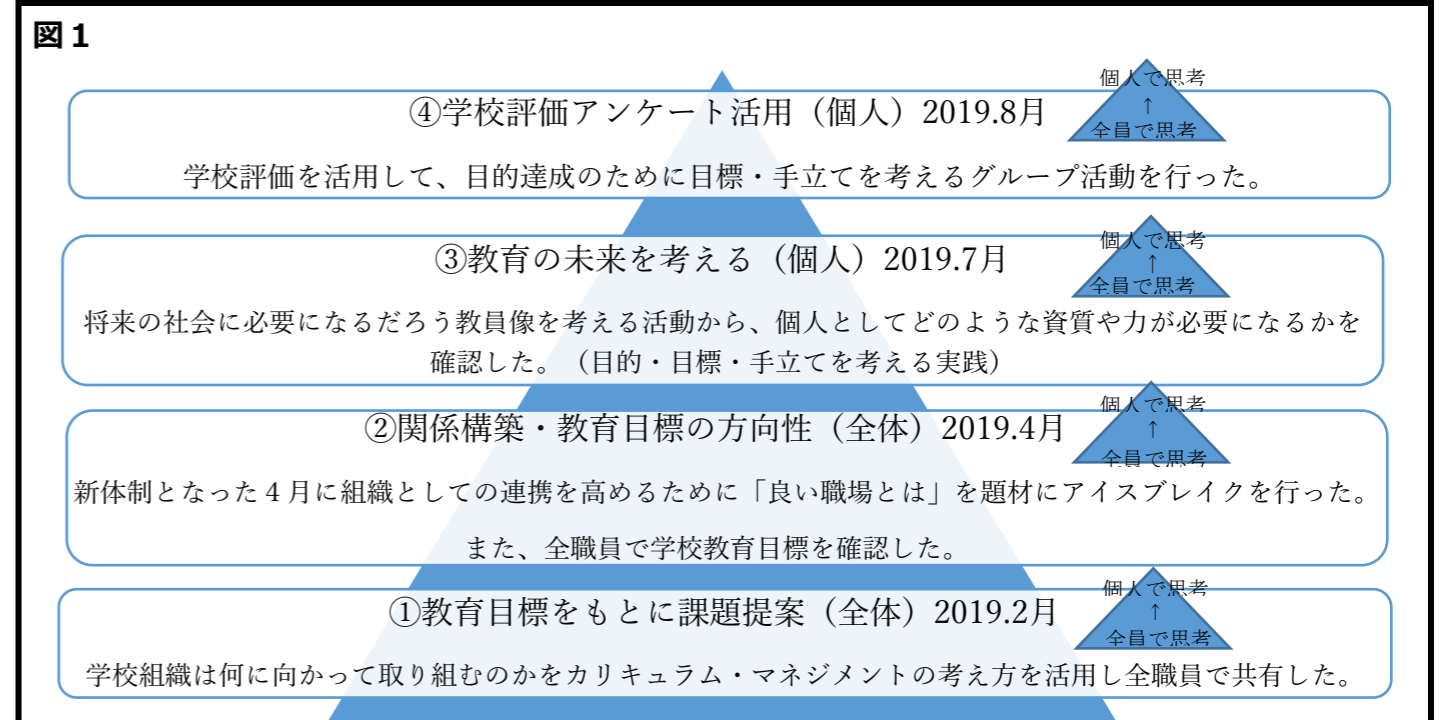 図1
④学校評価アンケート活用（個人）2019.8月
個人で思考
↑
全員で思考
学校評価を活用して、目的達成のために目標・手立てを考えるグループ活動を行った。
③教育の未来を考える（個人）2019.7月
個人で思考
↑
全員で思考
将来の社会に必要になるだろう教員像を考える活動から、個人としてどのような資質や力が必要になるかを
確認した。（目的・目標・手立てを考える実践）
②関係構築・教育目標の方向性（全体）2019.4月
個人で思考
↑
全員で思考
新体制となった４月に組織としての連携を高めるために「良い職場とは」を題材にアイスブレイクを行った。
また、全職員で学校教育目標を確認した。
①教育目標をもとに課題提案（全体）2019.2月
個人で思考
↑
全員で思考
学校組織は何に向かって取り組むのかをカリキュラム・マネジメントの考え方を活用し全職員で共有した。